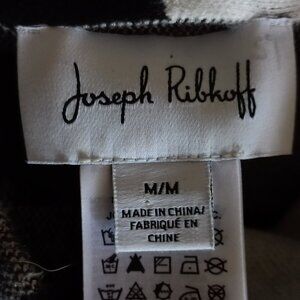 Joseph Ribkoff
M/M
MADE IN CHINA/
FABRIQUÉ EN
CHINE